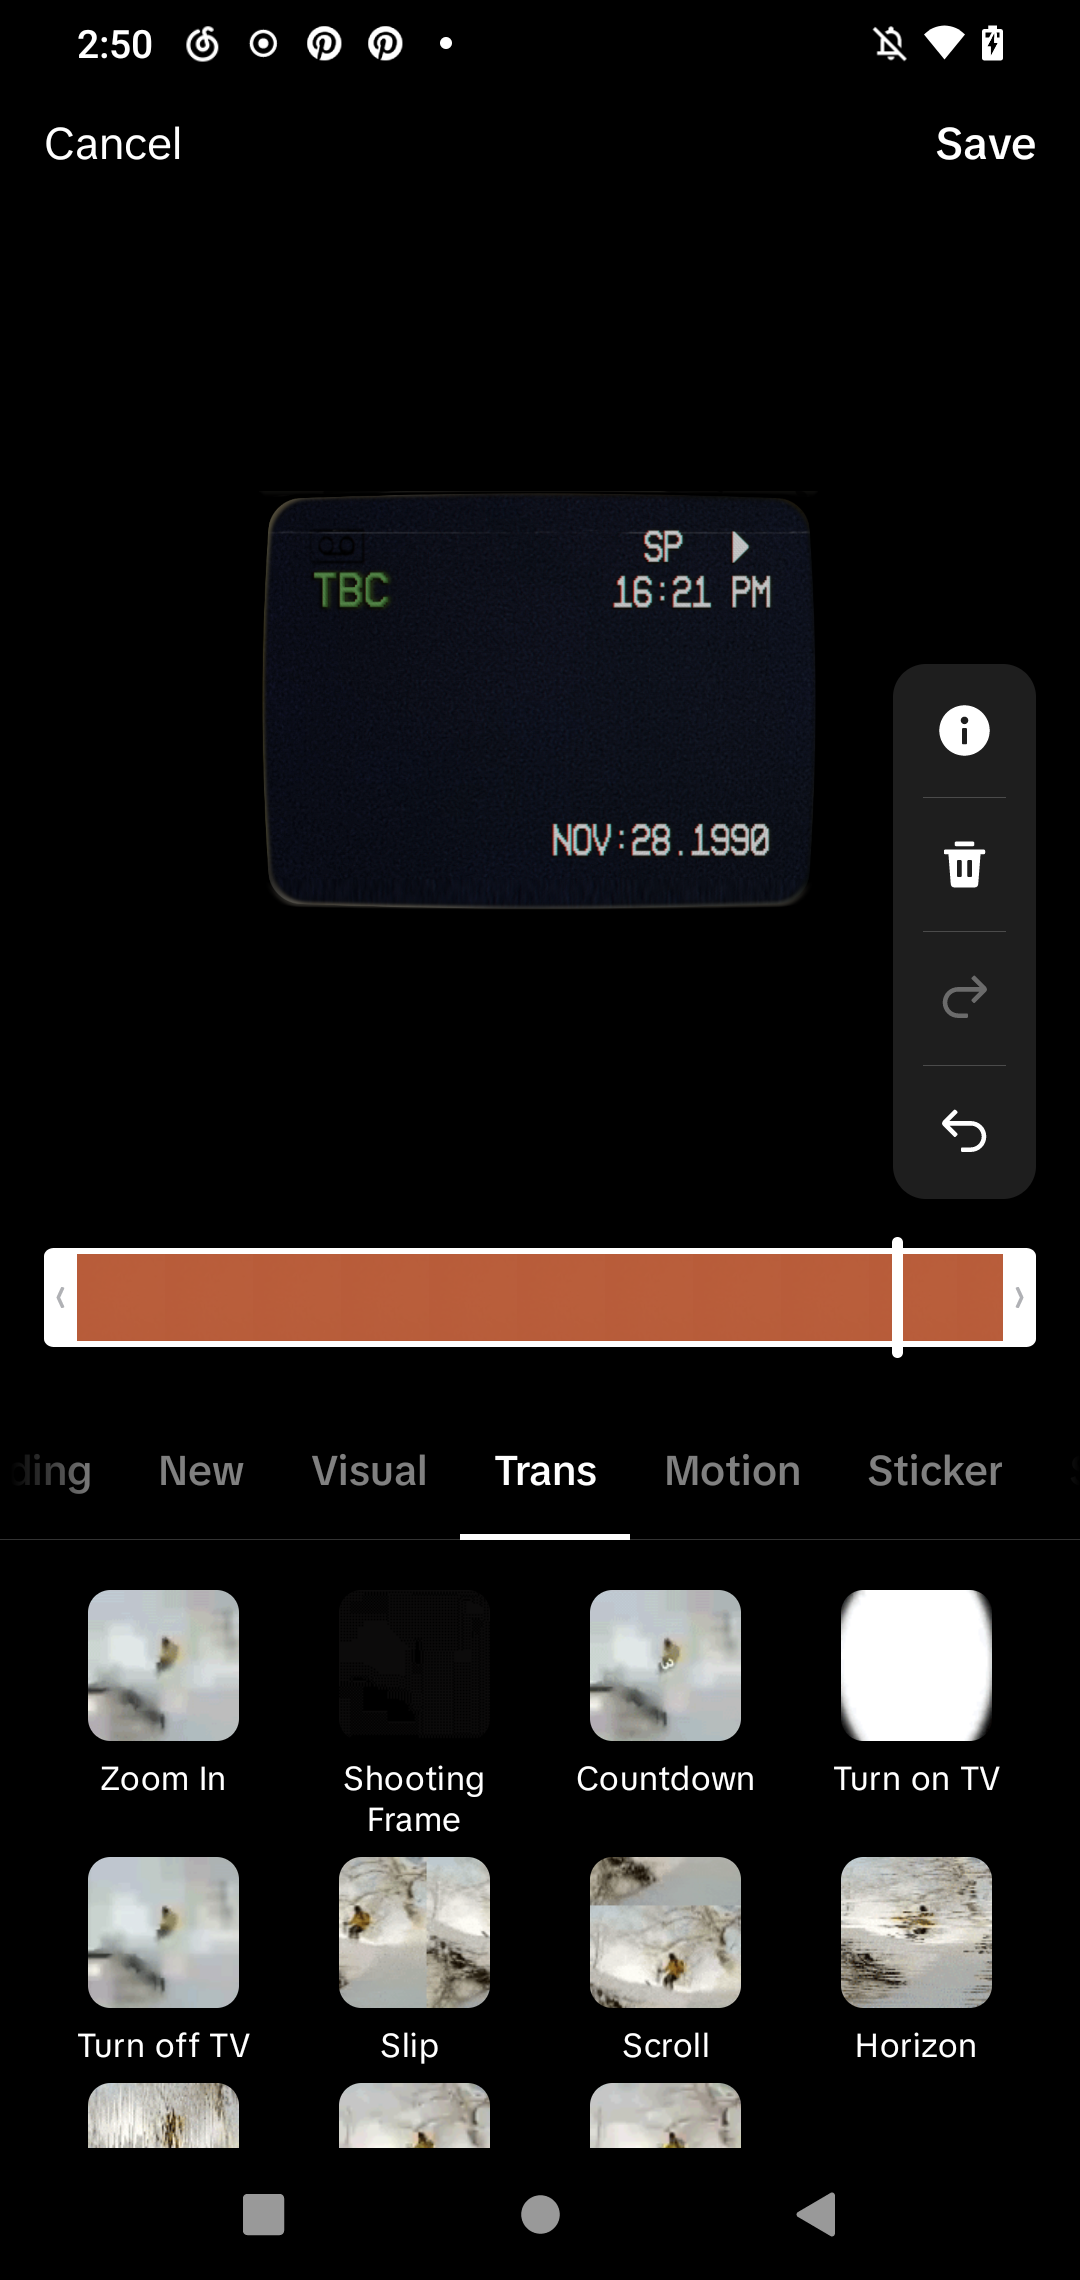 2:50
Cancel
Save
SP
TBC
16:21 PM
NOV:28.1990
ding
New
Visual
Trans
Motion
Sticker
Zoom In
Shooting
Frame
Countdown
Turn on TV
Turn off TV
Slip
Scroll
Horizon